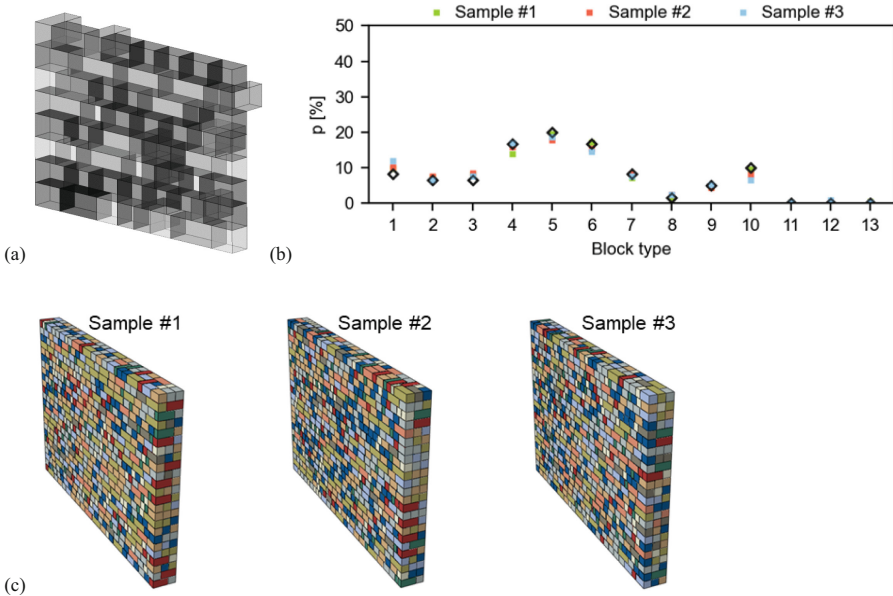 Sample #1 Sample #2 Sample #3
50
40
30
20
10
0
p [%]
1 2 3 4 5 6 7 8 9 10 11 12 13
Block type
(a)
(b)
Sample #1
Sample #2
Sample #3
(c)